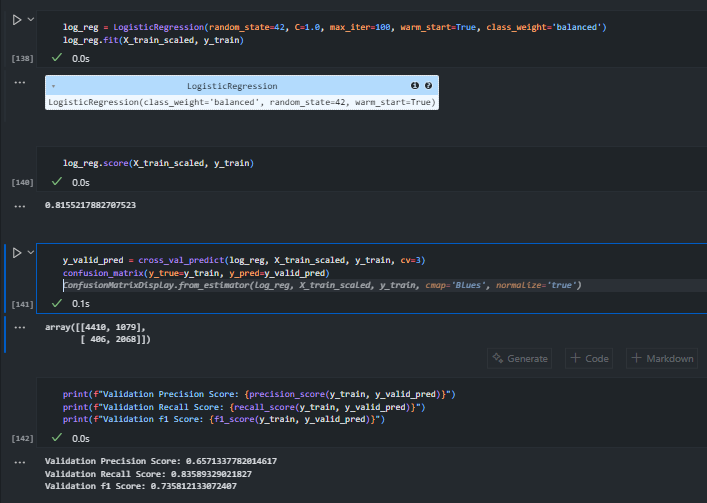 log_reg = LogisticRegression(random_state=42, C=1.0, max_iter=100, warm_start=True, class_weight='balanced')
log_reg.fit(X_train_scaled, y_train)
[138] 0.0s
LogisticRegression
LogisticRegression(class_weight='balanced', random_state=42, warm_start=True)
log_reg.score(X_train_scaled, y_train)
[140] 0.0s
0.8155217882707523
y_valid_pred = cross_val_predict(log_reg, X_train_scaled, y_train, cv=3)
confusion_matrix(y_true=y_train, y_pred=y_valid_pred)
ConfusionMatrixDisplay.from_estimator(log_reg, X_train_scaled, y_train, cmap='Blues', normalize='true')
[141] 0.1s
array([[4410, 1079],
[ 406, 2068]])
Generate + Code + Markdown
print(f"Validation Precision Score: {precision_score(y_train, y_valid_pred)}")
print(f"Validation Recall Score: {recall_score(y_train, y_valid_pred)}")
print(f"Validation f1 Score: {f1_score(y_train, y_valid_pred)}")
[142] 0.0s
Validation Precision Score: 0.6571337782014617
Validation Recall Score: 0.83589329021827
Validation f1 Score: 0.735812133072407